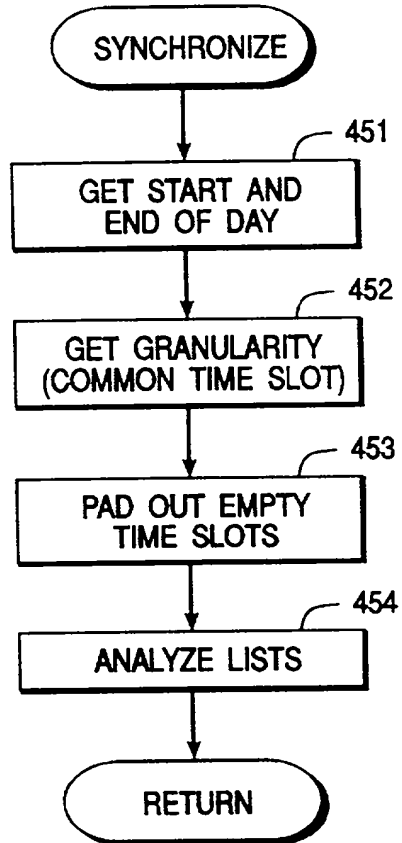 SYNCHRONIZE
451
GET START AND
END OF DAY
452
GET GRANULARITY
(COMMON TIME SLOT)
453
PAD OUT EMPTY
TIME SLOTS
454
ANALYZE LISTS
RETURN